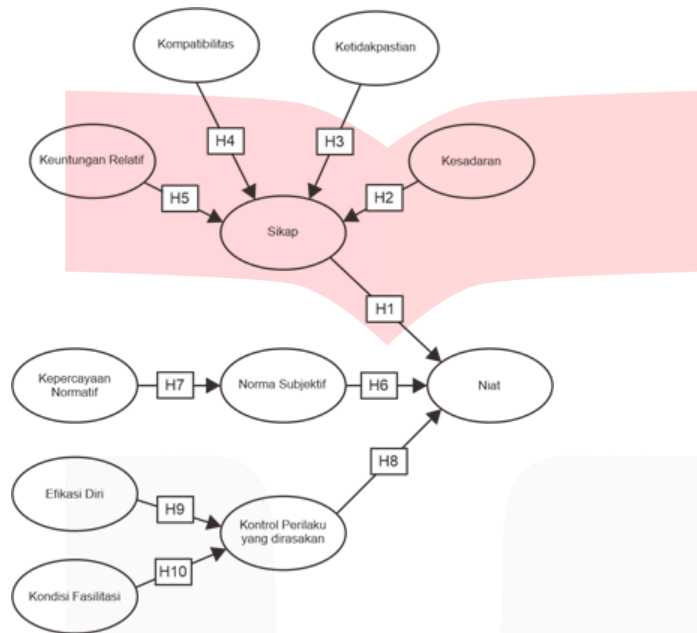 Kompatibilitas
Ketidakpastian
H4
H3
Keuntungan Relatif
Kesadaran
H5
H2
Sikap
H1
Kepercayaan
Normatif
H7
Norma Subjektif
H6
Niat
H8
Efikasi Diri
H9
Kontrol Perilaku
yang dirasakan
H10
Kondisi Fasilitasi